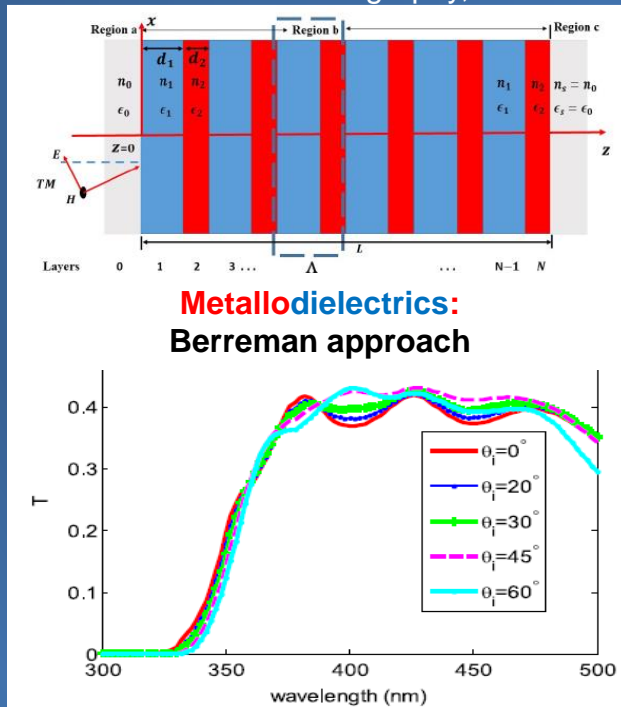 Region a
x
Region b
Region c
d₁
d₂
n₀
n₁
n₂
n₁
n₂
nₛ = n₀
ϵ₀
ϵ₁
ϵ₂
ϵ₁
ϵ₂
ϵₛ = ϵ₀
z=0
z
E
TM
H
L
Layers
0
1
2
3 ...
Λ
...
N−1
N
Metallodielectrics:
Berreman approach
0.4
0.3
0.2
0.1
0
T
θᵢ=0°
θᵢ=20°
θᵢ=30°
θᵢ=45°
θᵢ=60°
300
350
400
450
500
wavelength (nm)